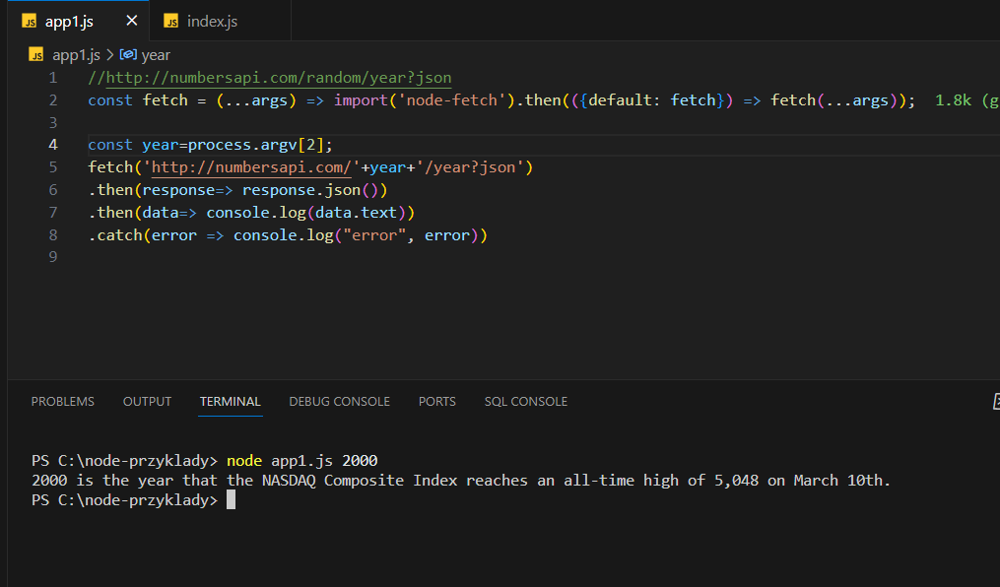 JS app1.js × JS index.js
JS app1.js > year
1 //http://numbersapi.com/random/year?json
2 const fetch = (...args) => import('node-fetch').then(({default: fetch}) => fetch(...args)); 1.8k (g
3
4 const year=process.argv[2];
5 fetch('http://numbersapi.com/'+year+'/year?json')
6 .then(response=> response.json())
7 .then(data=> console.log(data.text))
8 .catch(error => console.log("error", error))
9
PROBLEMS OUTPUT TERMINAL DEBUG CONSOLE PORTS SQL CONSOLE
PS C:\node-przyklady> node app1.js 2000
2000 is the year that the NASDAQ Composite Index reaches an all-time high of 5,048 on March 10th.
PS C:\node-przyklady>